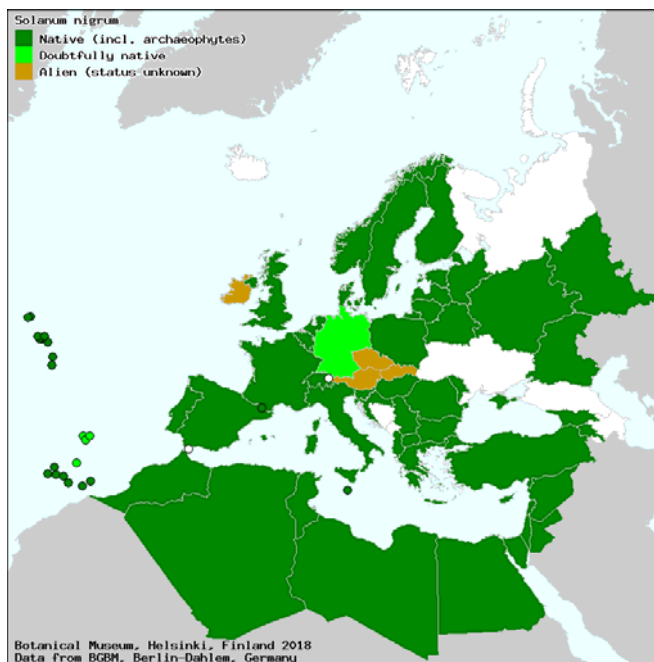 Solanum nigrum
Native (incl. archaeophytes)
Doubtfully native
Alien (status unknown)
Botanical Museum, Helsinki, Finland 2018
Data from BGBM, Berlin-Dahlem, Germany